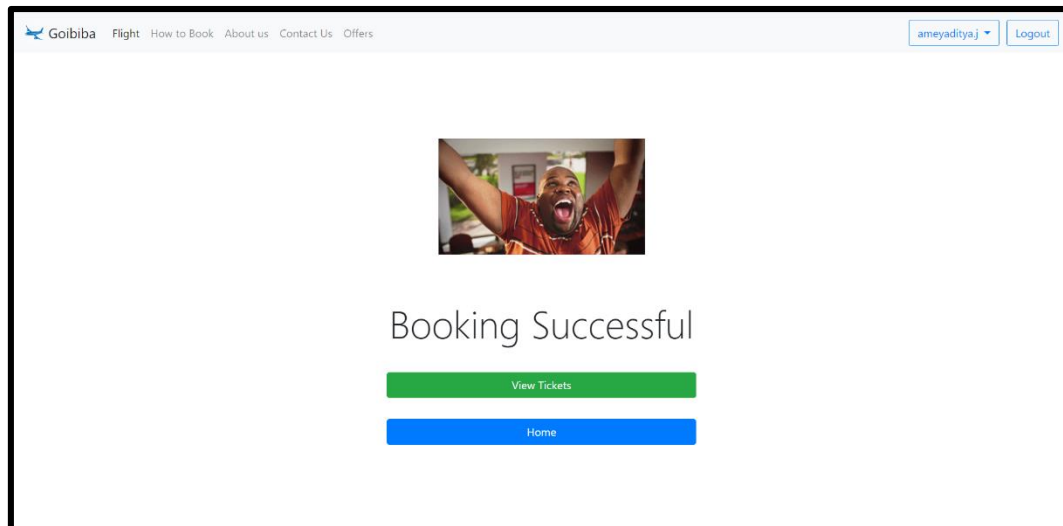 Goibiba Flight How to Book About us Contact Us Offers ameyaditya.j Logout
Booking Successful
View Tickets
Home